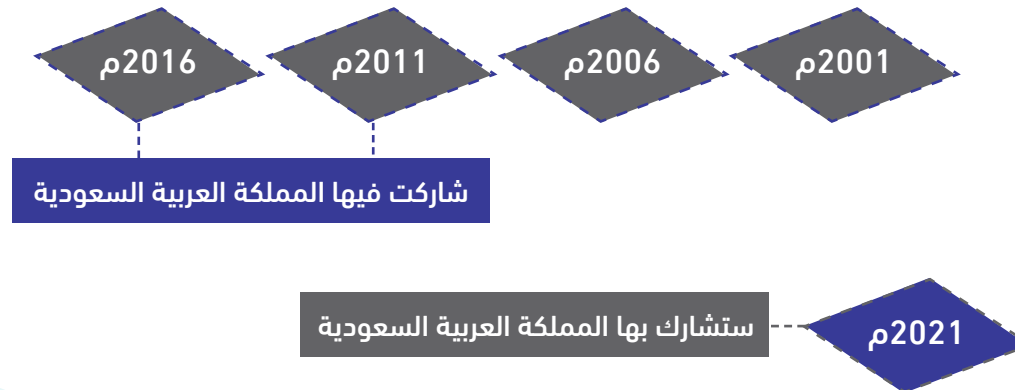 2001م
2006م
2011م
2016م
شاركت فيها المملكة العربية السعودية
2021م
ستشارك بها المملكة العربية السعودية